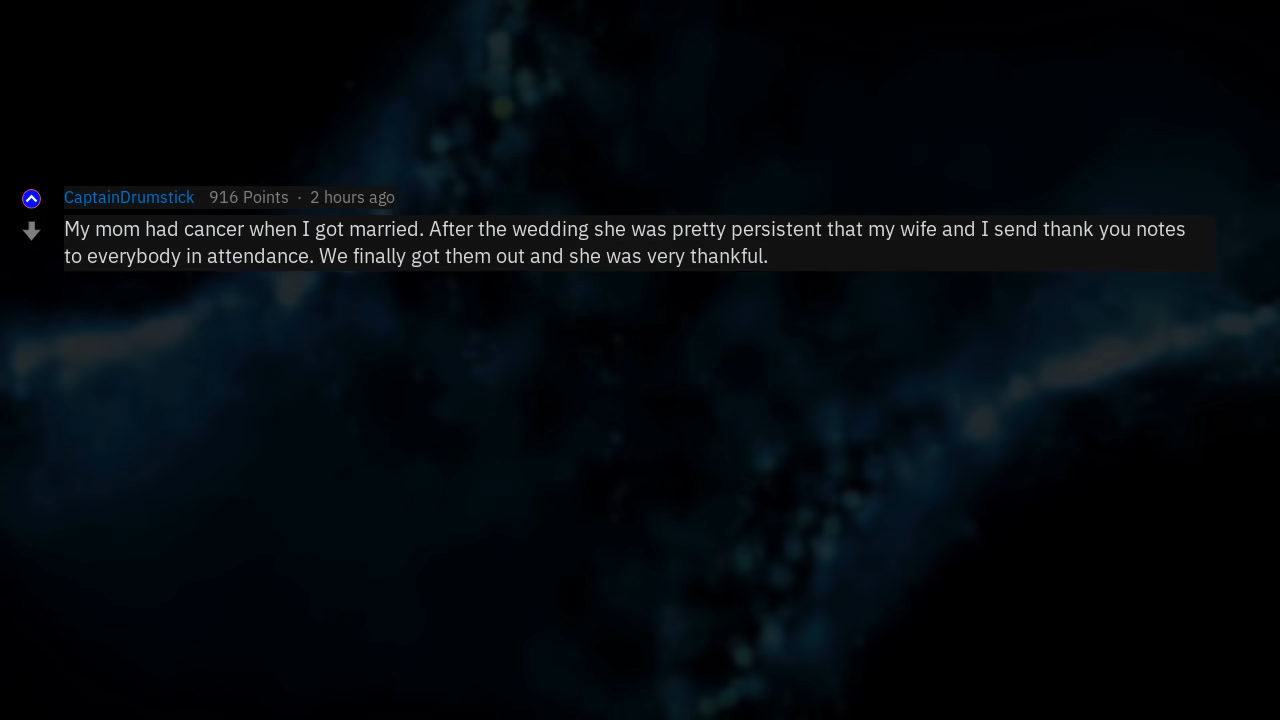 CaptainDrumstick 916 Points · 2 hours ago
My mom had cancer when I got married. After the wedding she was pretty persistent that my wife and I send thank you notes
to everybody in attendance. We finally got them out and she was very thankful.